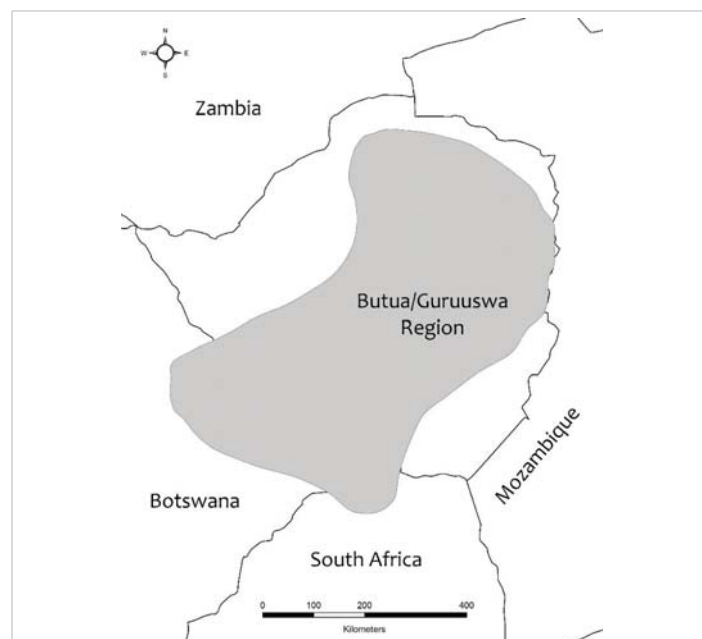 N
W E
S
Zambia
Butua/Guruuswa
Region
Mozambique
Botswana
South Africa
0 100 200 400
Kilometers